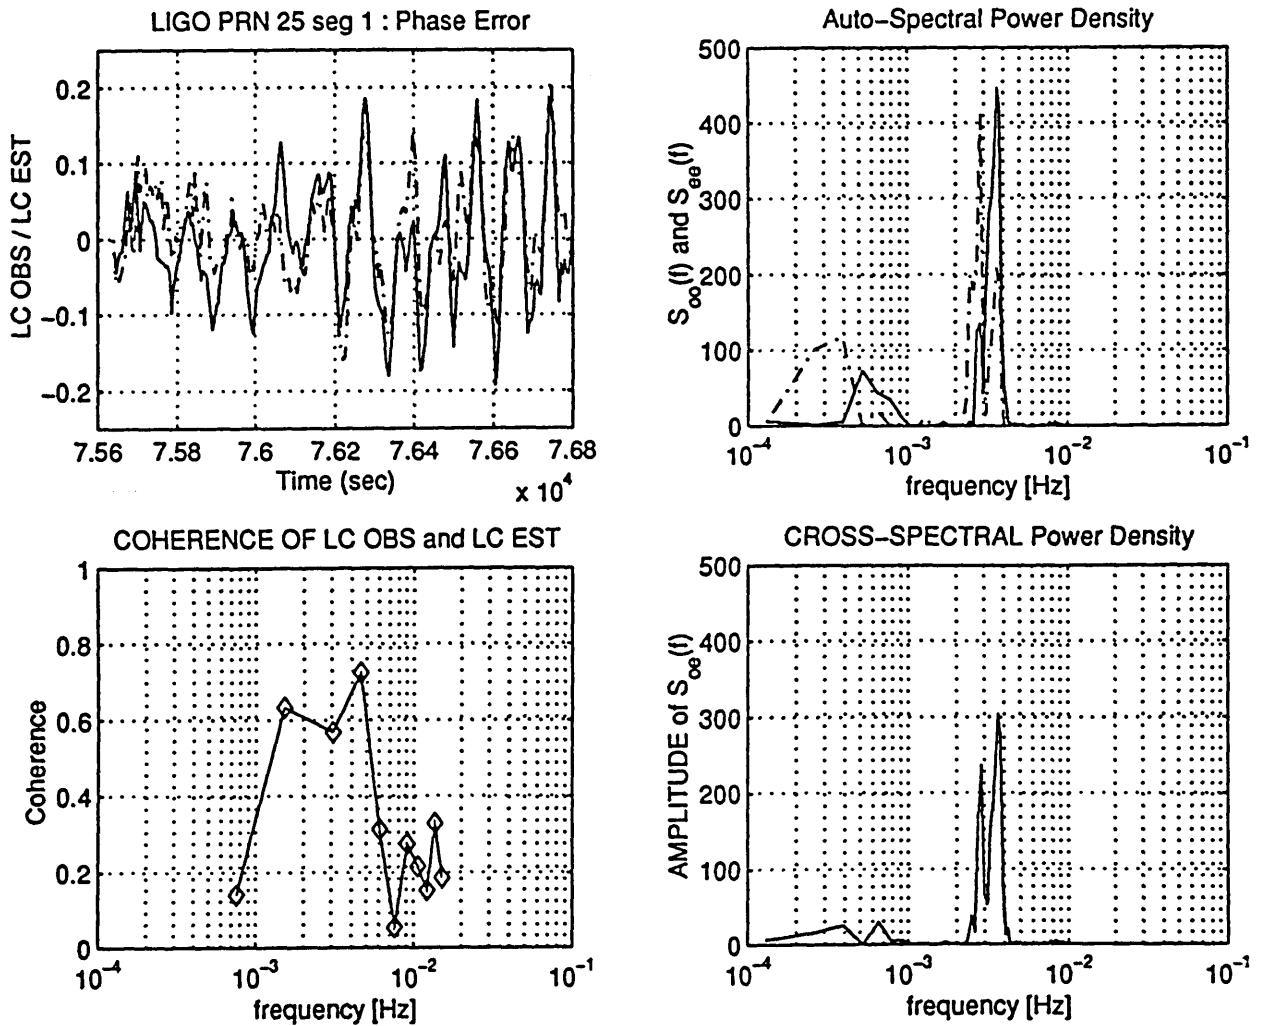 LIGO PRN 25 seg 1 : Phase Error
LC OBS / LC EST
0.2
0.1
0
−0.1
−0.2
7.56 7.58 7.6 7.62 7.64 7.66 7.68
Time (sec)
x 10^4
Auto−Spectral Power Density
S_oo(f) and S_ee(f)
500
400
300
200
100
0
10^-4 10^-3 10^-2 10^-1
frequency [Hz]
COHERENCE OF LC OBS and LC EST
Coherence
1
0.8
0.6
0.4
0.2
0
10^-4 10^-3 10^-2 10^-1
frequency [Hz]
CROSS−SPECTRAL Power Density
AMPLITUDE of S_oe(f)
500
400
300
200
100
0
10^-4 10^-3 10^-2 10^-1
frequency [Hz]